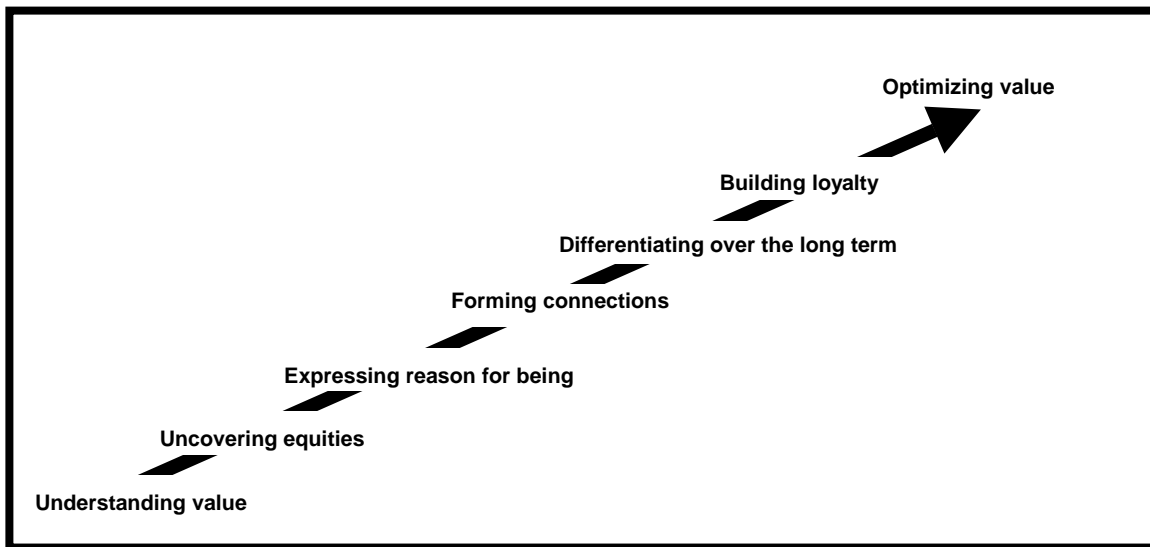 Optimizing value
Building loyalty
Differentiating over the long term
Forming connections
Expressing reason for being
Uncovering equities
Understanding value